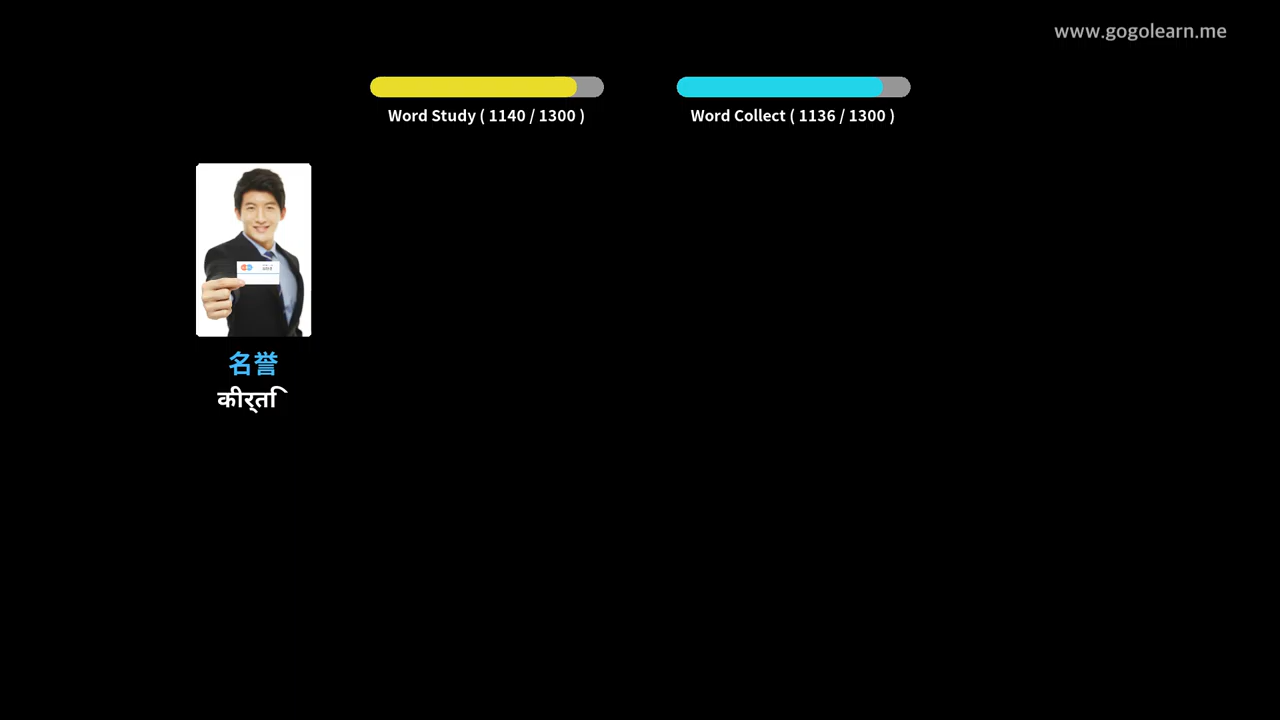 www.gogolearn.me
Word Study ( 1140 / 1300 )
Word Collect ( 1136 / 1300 )
名誉
कीर्ति